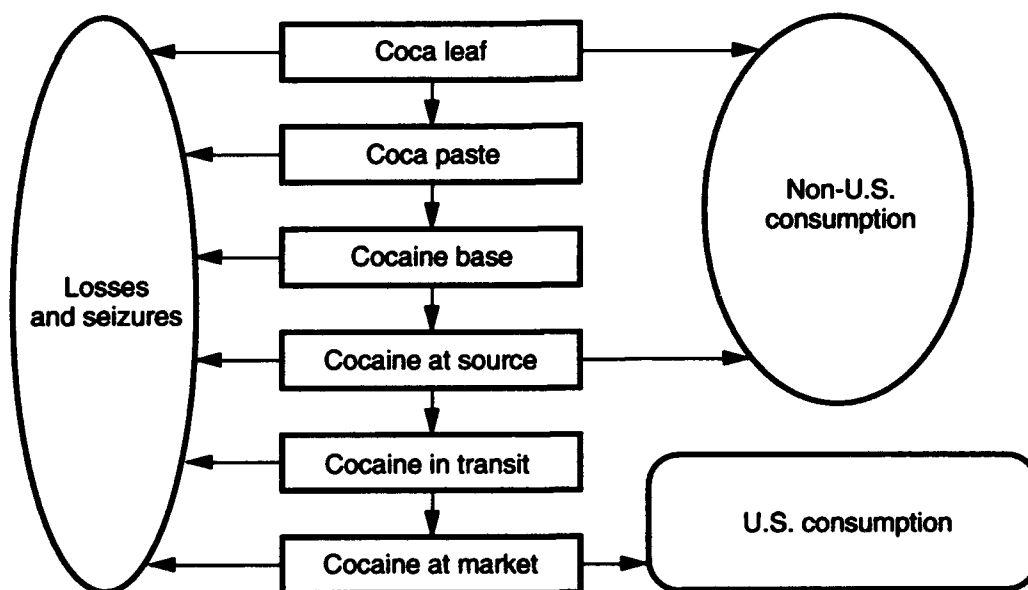 Coca leaf
Coca paste
Cocaine base
Cocaine at source
Cocaine in transit
Cocaine at market
Losses
and seizures
Non-U.S.
consumption
U.S. consumption